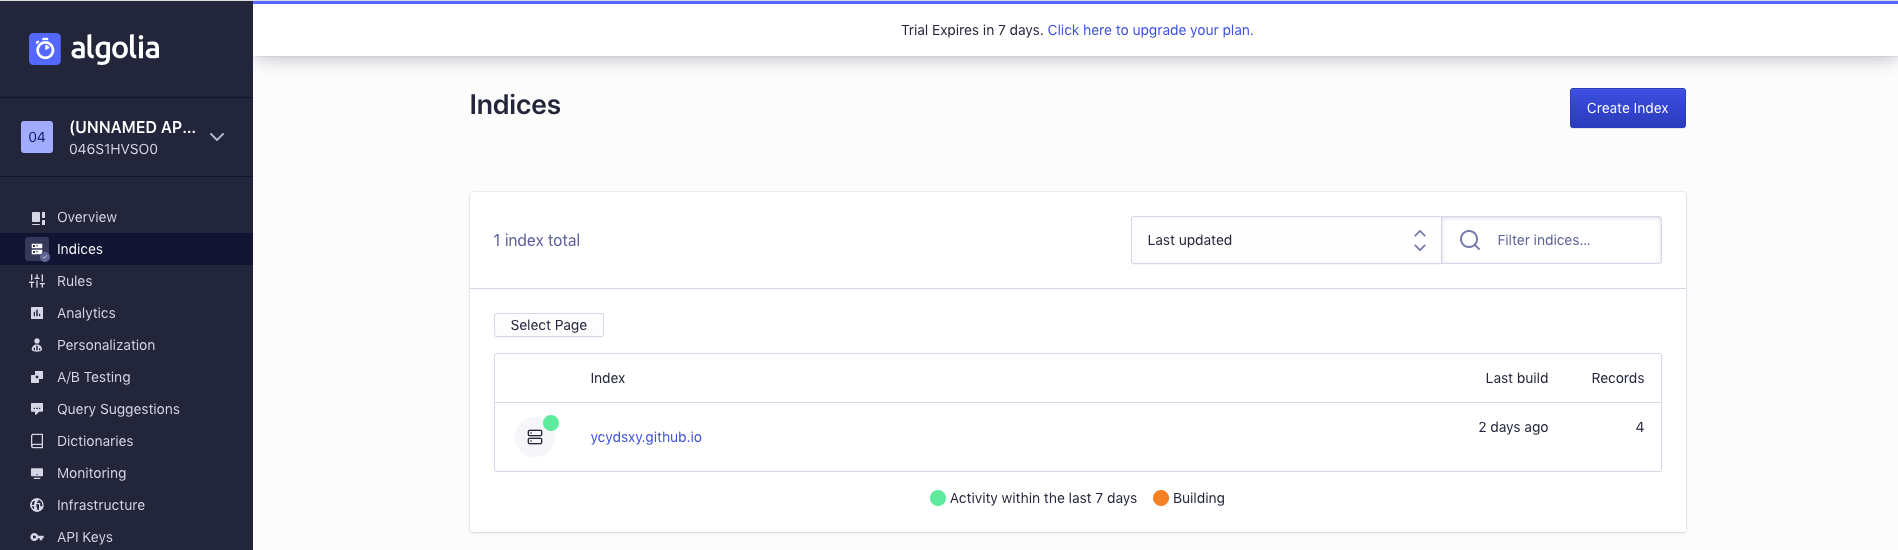 algolia
Trial Expires in 7 days. Click here to upgrade your plan.
04
(UNNAMED AP...
046S1HVSO0
Indices
Create Index
Overview
Indices
Rules
Analytics
Personalization
A/B Testing
Query Suggestions
Dictionaries
Monitoring
Infrastructure
API Keys
1 index total
Last updated
Filter indices...
Select Page
Index Last build Records
ycydsxy.github.io 2 days ago 4
Activity within the last 7 days Building